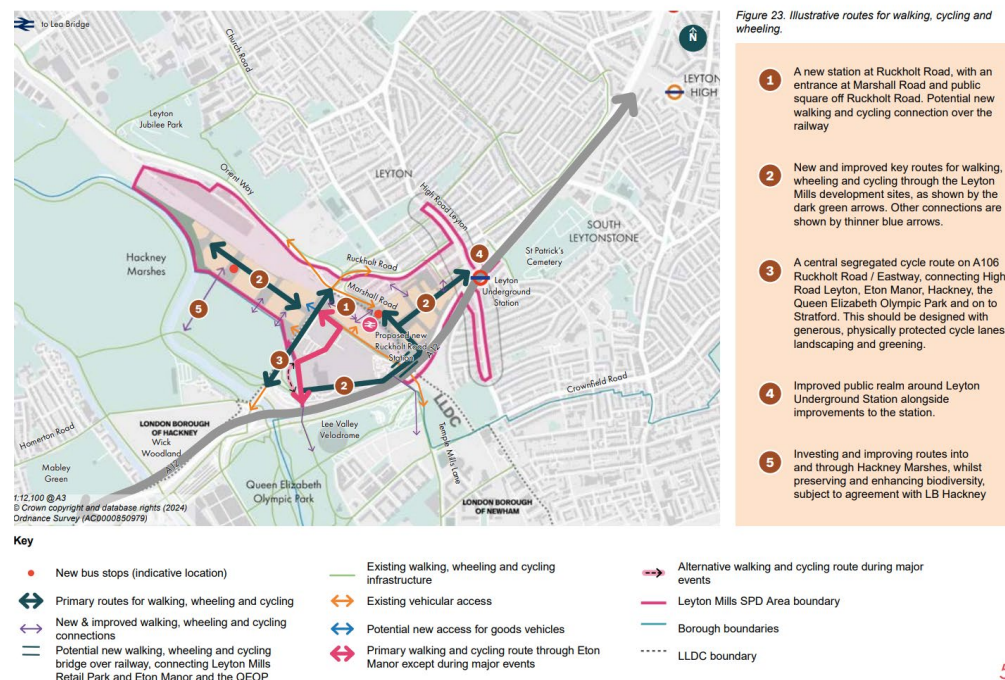 to Lea Bridge
Church Road
Leyton
Jubilee Park
Orient Way
LEYTON
LEYTON
HIGH
N
High Road Leyton
SOUTH
LEYTONSTONE
Hackney
Marshes
Ruckholt Road
Marshall Road
St Patrick's
Cemetery
Leyton
Underground
Station
4
2
5
1
2
Proposed new
Ruckholt Road
Station
3
2
A12
LLDC
Crownfield Road
LONDON BOROUGH
OF HACKNEY
Wick
Woodland
Lee Valley
Velodrome
Temple Mills Lane
Homerton Road
Mabley
Green
A12
Queen Elizabeth
Olympic Park
LONDON BOROUGH
OF NEWHAM
1:12,100 @A3
© Crown copyright and database rights (2024)
Ordnance Survey (AC0000850979)
Figure 23. Illustrative routes for walking, cycling and
wheeling.
1
A new station at Ruckholt Road, with an
entrance at Marshall Road and public
square off Ruckholt Road. Potential new
walking and cycling connection over the
railway
2
New and improved key routes for walking,
wheeling and cycling through the Leyton
Mills development sites, as shown by the
dark green arrows. Other connections are
shown by thinner blue arrows.
3
A central segregated cycle route on A106
Ruckholt Road / Eastway, connecting High
Road Leyton, Eton Manor, Hackney, the
Queen Elizabeth Olympic Park and on to
Stratford. This should be designed with
generous, physically protected cycle lanes
landscaping and greening.
4
Improved public realm around Leyton
Underground Station alongside
improvements to the station.
5
Investing and improving routes into
and through Hackney Marshes, whilst
preserving and enhancing biodiversity,
subject to agreement with LB Hackney
Key
New bus stops (indicative location)
Primary routes for walking, wheeling and cycling
New & improved walking, wheeling and cycling
connections
Potential new walking, wheeling and cycling
bridge over railway, connecting Leyton Mills
Retail Park and Eton Manor and the QEOP
Existing walking, wheeling and cycling
infrastructure
Existing vehicular access
Potential new access for goods vehicles
Primary walking and cycling route through Eton
Manor except during major events
Alternative walking and cycling route during major
events
Leyton Mills SPD Area boundary
Borough boundaries
LLDC boundary